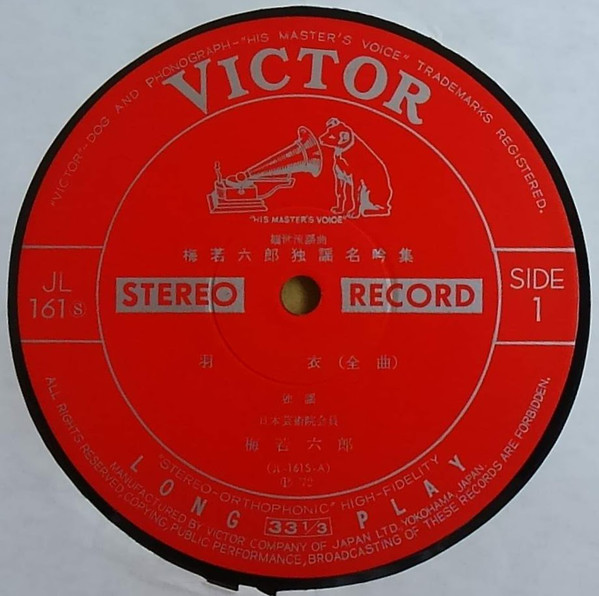 "VICTOR"-DOG AND PHONOGRAPH-"HIS MASTER'S VOICE" TRADEMARKS REGISTERED.
VICTOR
"HIS MASTER'S VOICE"
観世流謡曲
梅若六郎独謡名吟集
JL
161Ⓢ
STEREO RECORD
SIDE
1
羽衣(全曲)
独謡
日本芸術院会員
梅若六郎
(JL-161S-A)
Ⓟ '70
"STEREO-ORTHOPHONIC" HIGH-FIDELITY
LONG 33 1/3 PLAY
MANUFACTURED BY VICTOR COMPANY OF JAPAN LTD. YOKOHAMA, JAPAN.
ALL RIGHTS RESERVED, COPYING, PUBLIC PERFORMANCE, BROADCASTING OF THESE RECORDS ARE FORBIDDEN.